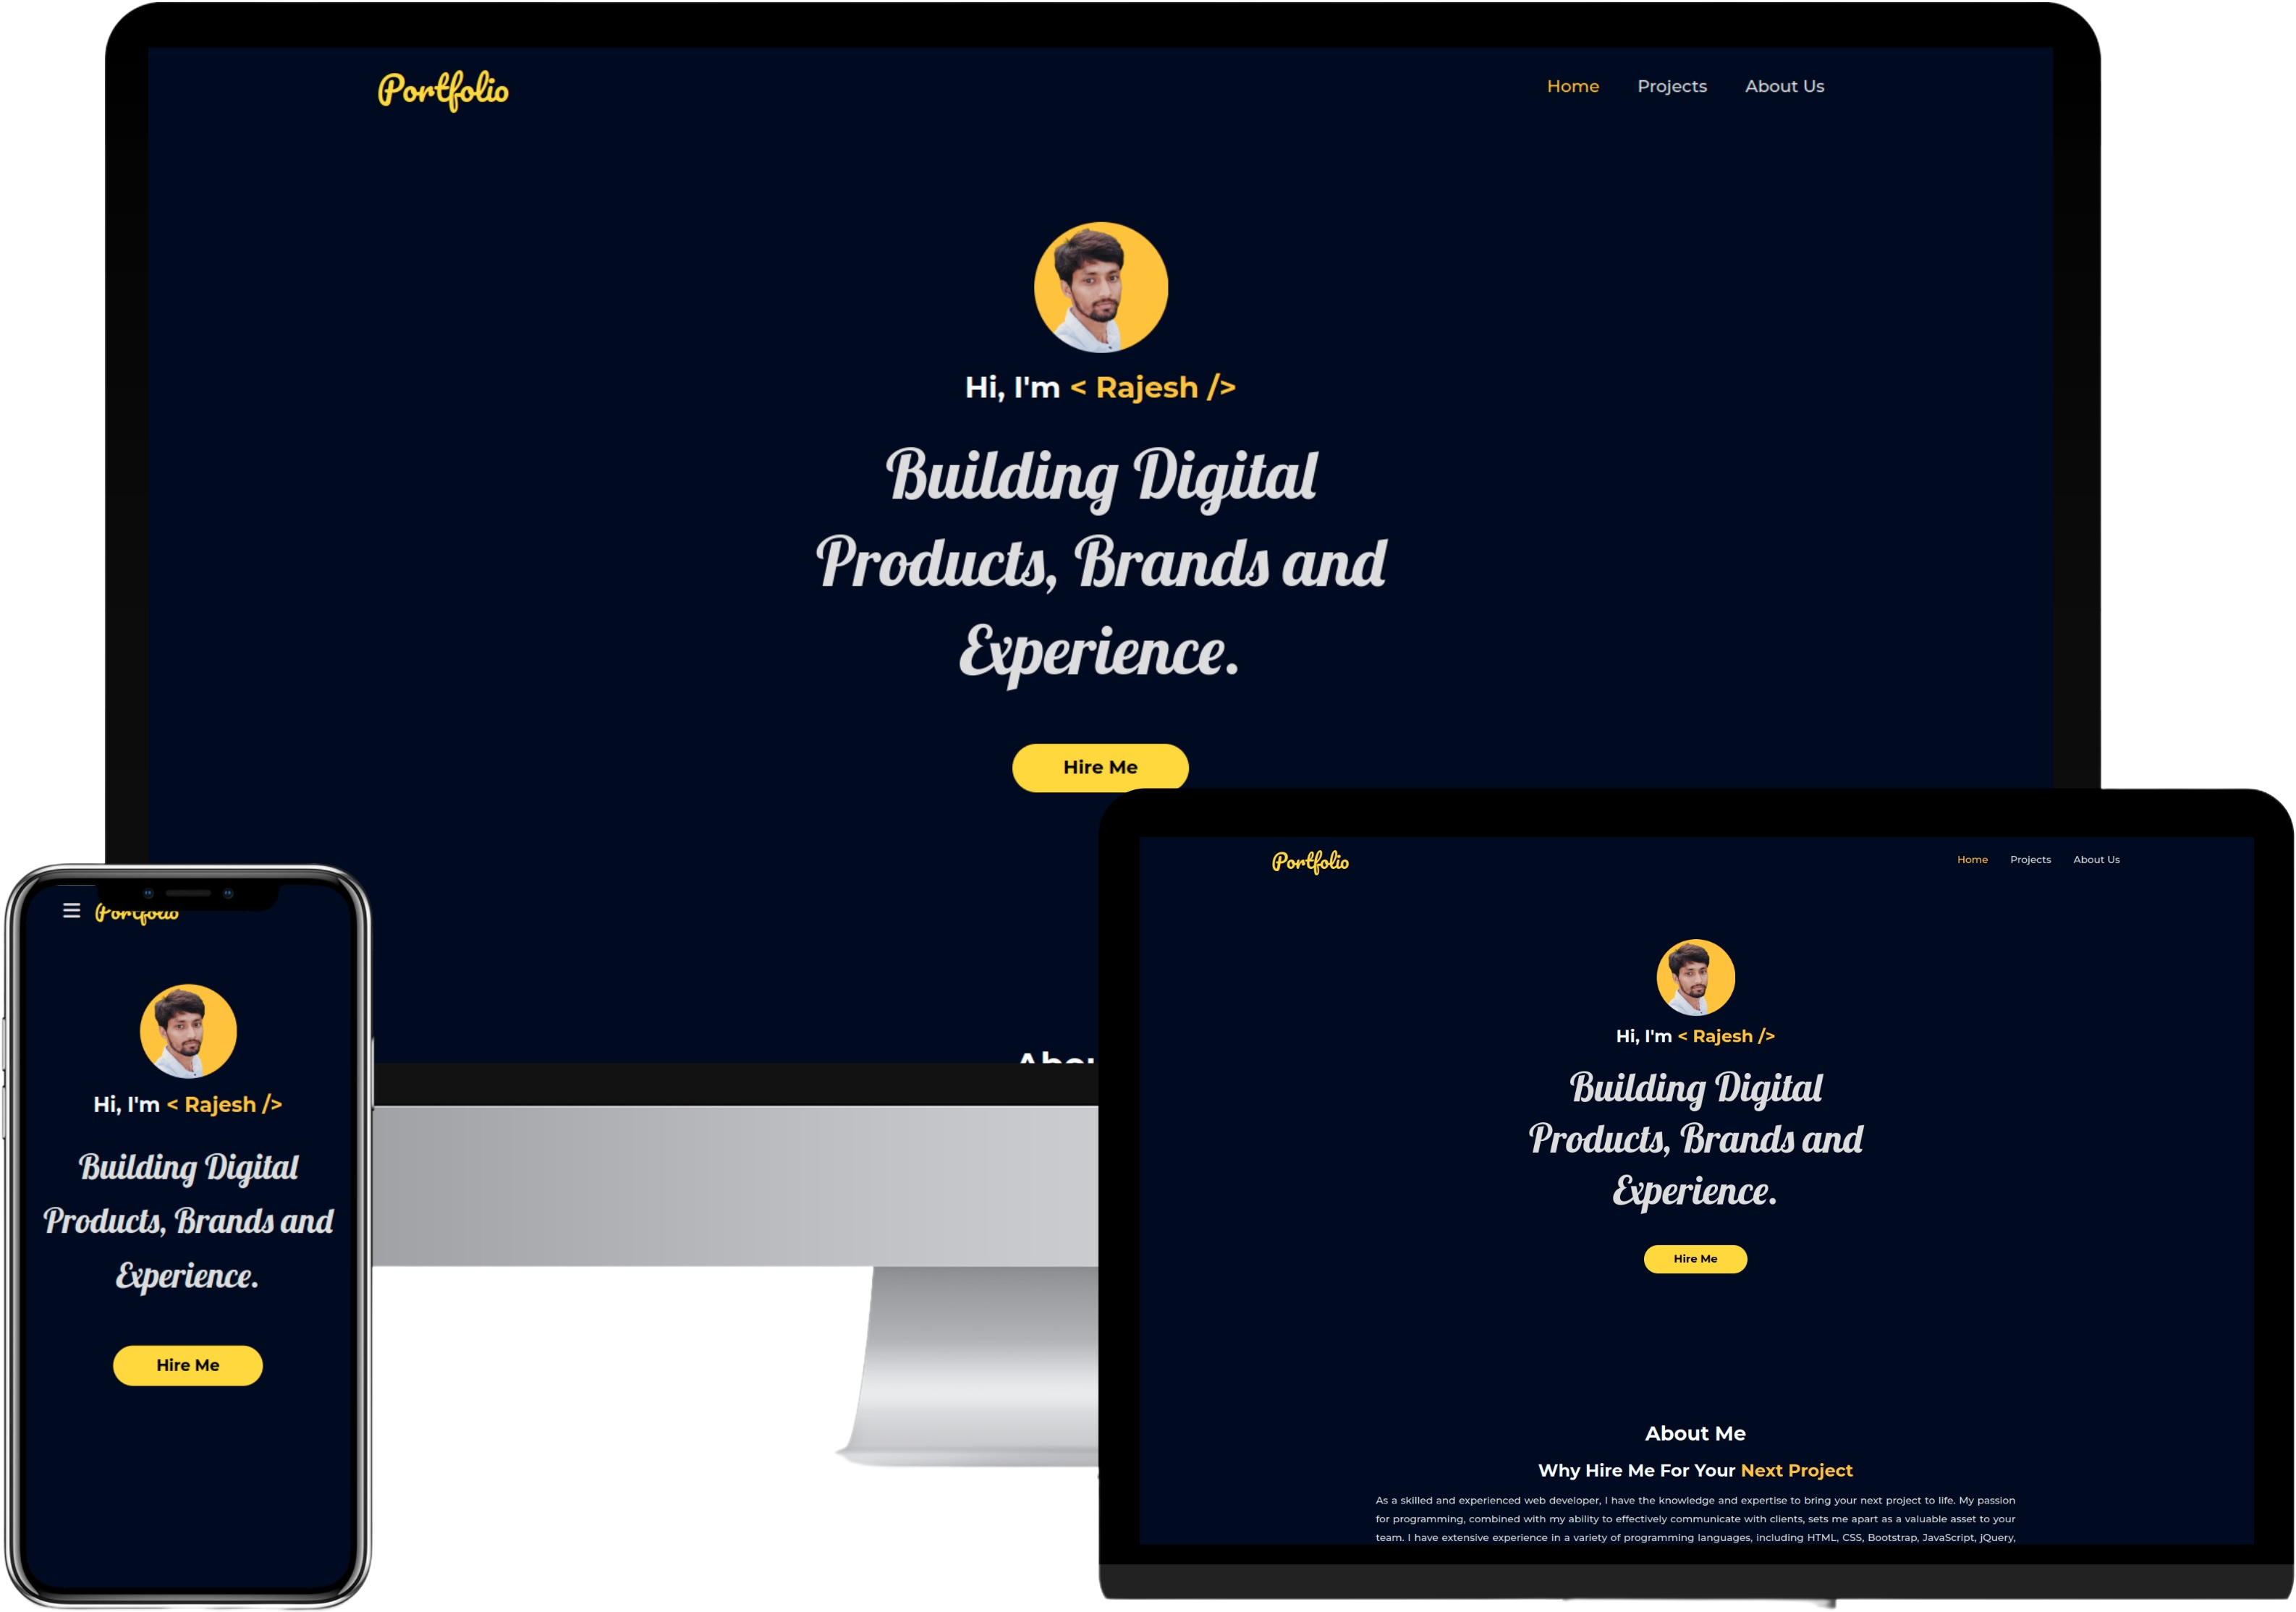 Portfolio
Home Projects About Us
Hi, I'm < Rajesh />
Building Digital
Products, Brands and
Experience.
Hire Me
Portfolio
Hi, I'm < Rajesh />
Building Digital
Products, Brands and
Experience.
Hire Me
Portfolio
Home Projects About Us
Hi, I'm < Rajesh />
Building Digital
Products, Brands and
Experience.
Hire Me
About Me
Why Hire Me For Your Next Project
As a skilled and experienced web developer, I have the knowledge and expertise to bring your next project to life. My passion
for programming, combined with my ability to effectively communicate with clients, sets me apart as a valuable asset to your
team. I have extensive experience in a variety of programming languages, including HTML, CSS, Bootstrap, JavaScript, jQuery,